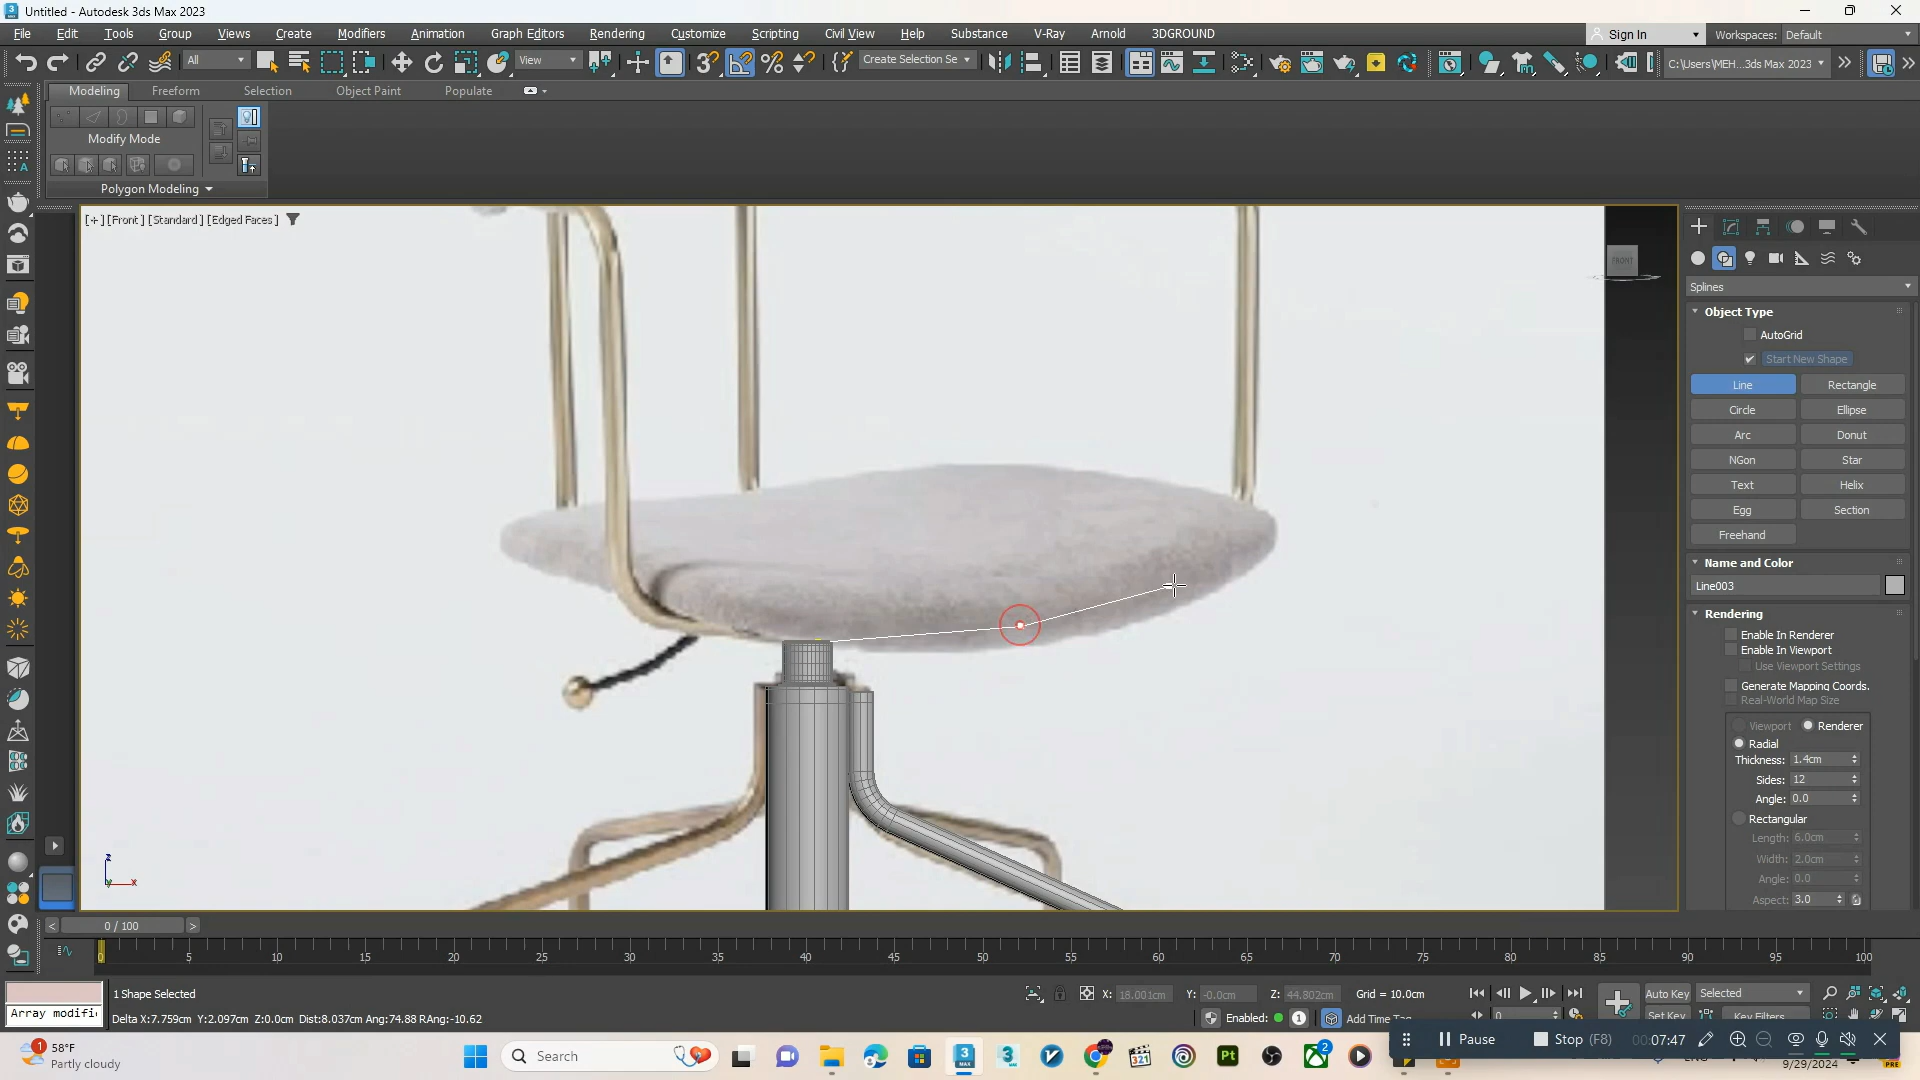 Untitled - Autodesk 3ds Max 2023
File Edit Tools Group Views Create Modifiers Animation Graph Editors Rendering Customize Scripting Civil View Help Substance V-Ray Arnold 3DGROUND
Sign In Workspaces: Default
All View Create Selection Se C:\Users\MEH...3ds Max 2023
Modeling Freeform Selection Object Paint Populate
Modify Mode
Polygon Modeling
[+] [Front] [Standard] [Edged Faces]
FRONT
Splines
Object Type
AutoGrid
Start New Shape
Line Rectangle
Circle Ellipse
Arc Donut
NGon Star
Text Helix
Egg Section
Freehand
Name and Color
Line003
Rendering
Enable In Renderer
Enable In Viewport
Use Viewport Settings
Generate Mapping Coords.
Real-World Map Size
Viewport Renderer
Radial
Thickness: 1.4cm
Sides: 12
Angle: 0.0
Rectangular
Length: 6.0cm
Width: 2.0cm
Angle: 0.0
Aspect: 3.0
z
x
y
0 / 100
0 5 10 15 20 25 30 35 40 45 50 55 60 65 70 75 80 85 90 95 100
1 Shape Selected
X: 18.001cm Y: -0.0cm Z: 44.802cm Grid = 10.0cm
Auto Key Selected
Array modifi
Delta X:7.759cm Y:2.097cm Z:0.0cm Dist:8.037cm Ang:74.88 RAng:-10.62
Enabled: 1 Add Time Tag
0
Set Key Key Filters...
Pause Stop (F8) 00:07:47
1
58°F
Partly cloudy
Search
2
9/29/2024
PRE